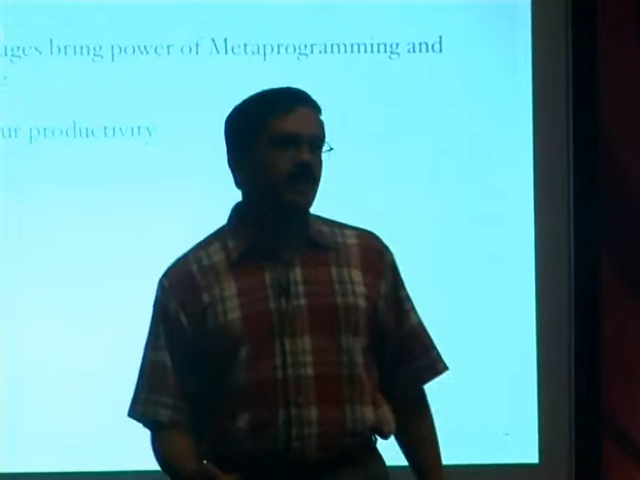 ages bring power of Metaprogramming and
ur productivity